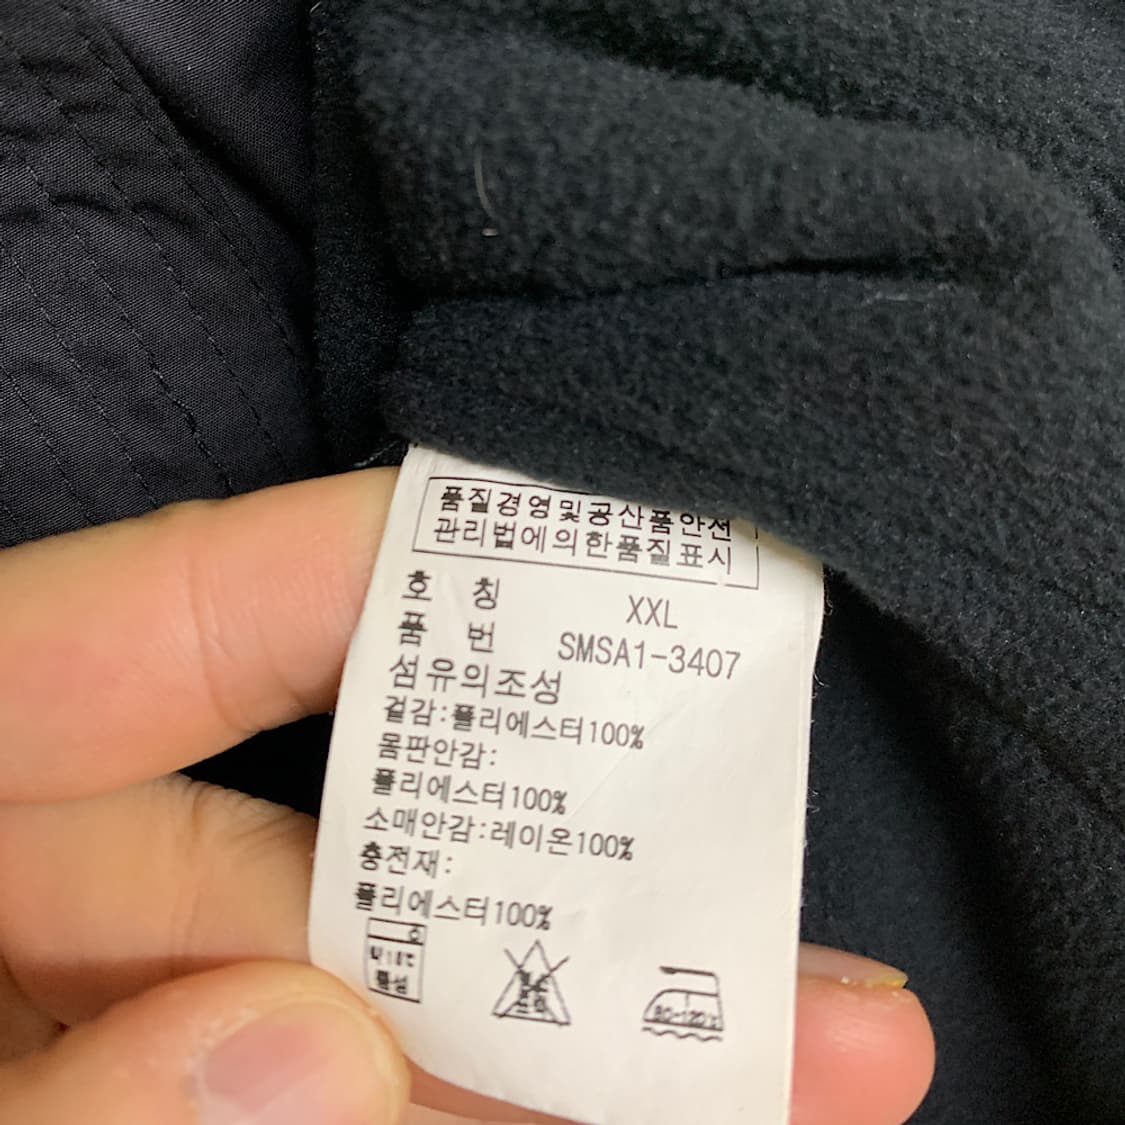 품질경영및공산품안전
관리법에의한품질표시
호 칭 XXL
품 번 SMSA1-3407
섬유의조성
겉감:폴리에스터100%
몸판안감:
폴리에스터100%
소매안감:레이온100%
충전재:
폴리에스터100%
80-120℃